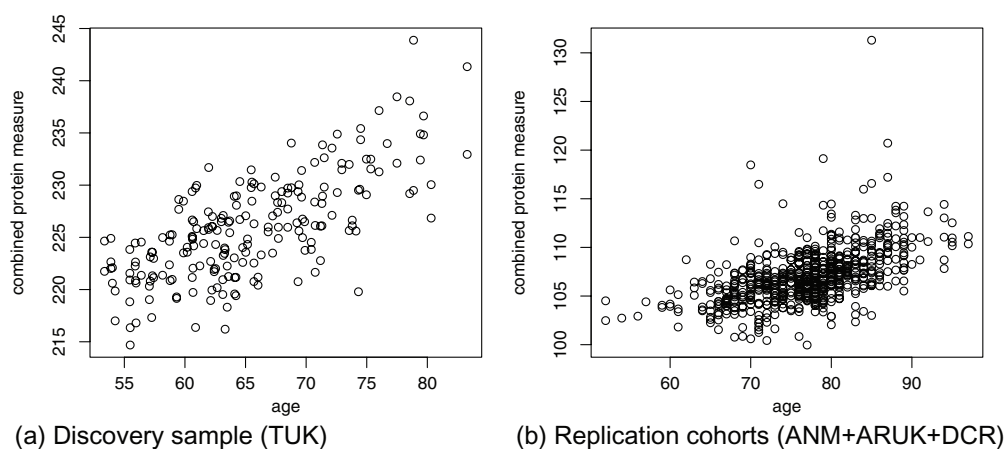 245
240
235
230
225
220
215
combined protein measure
55 60 65 70 75 80
age
(a) Discovery sample (TUK)
130
125
120
115
110
105
100
combined protein measure
60 70 80 90
age
(b) Replication cohorts (ANM+ARUK+DCR)